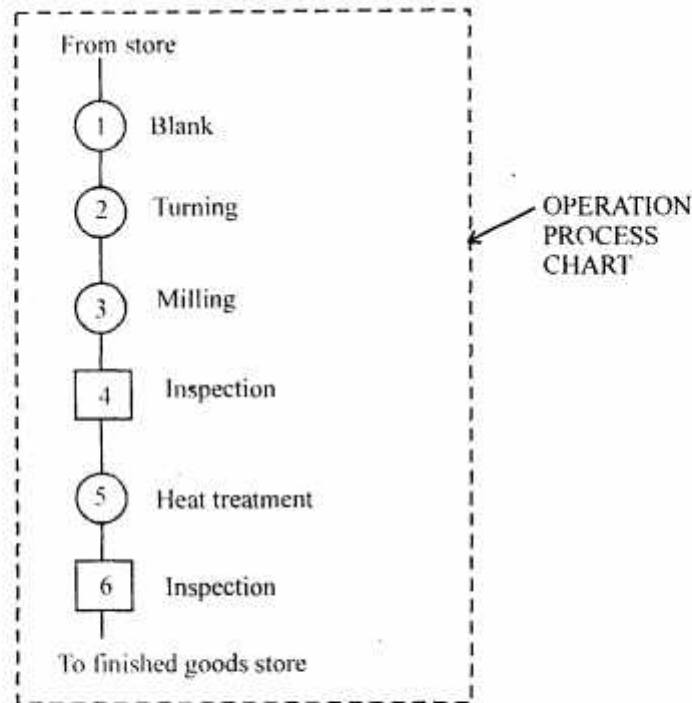 From store
1 Blank
2 Turning
OPERATION
PROCESS
CHART
3 Milling
4 Inspection
5 Heat treatment
6 Inspection
To finished goods store